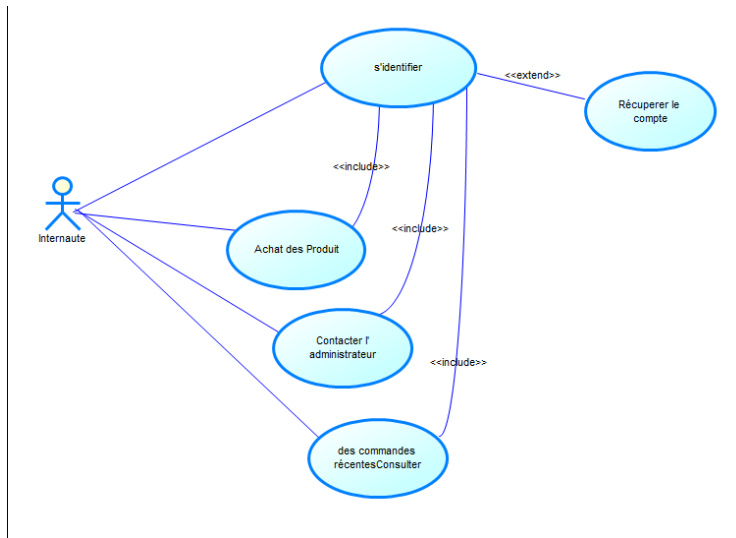 s'identifier
<<extend>>
Récuperer le
compte
<<include>>
Internaute
<<include>>
Achat des Produit
Contacter l'
administrateur
<<include>>
des commandes
récentesConsulter